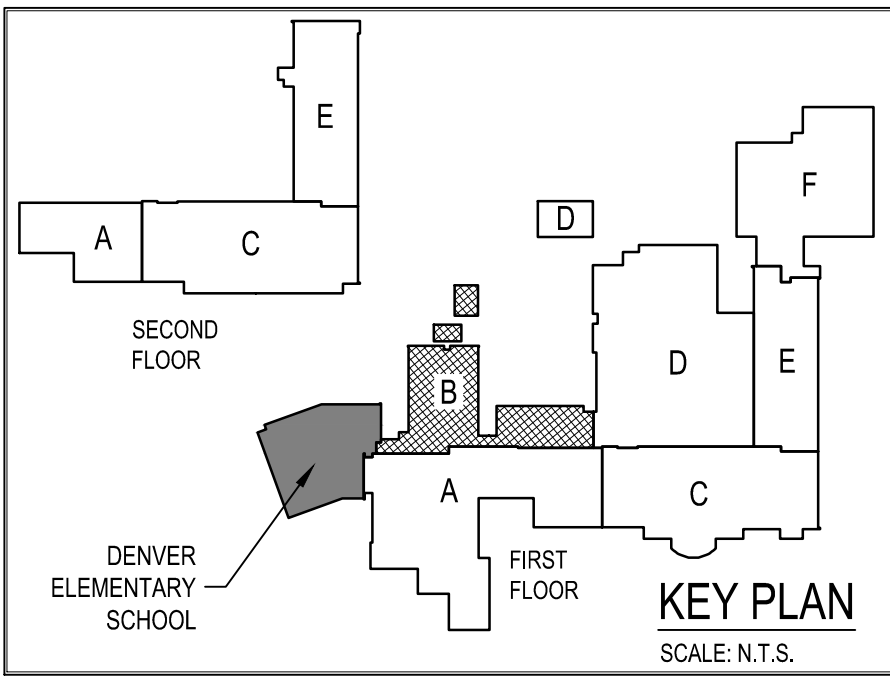 E
A
C
SECOND
FLOOR
D
F
B
D
E
A
C
DENVER
ELEMENTARY
SCHOOL
FIRST
FLOOR
KEY PLAN
SCALE: N.T.S.